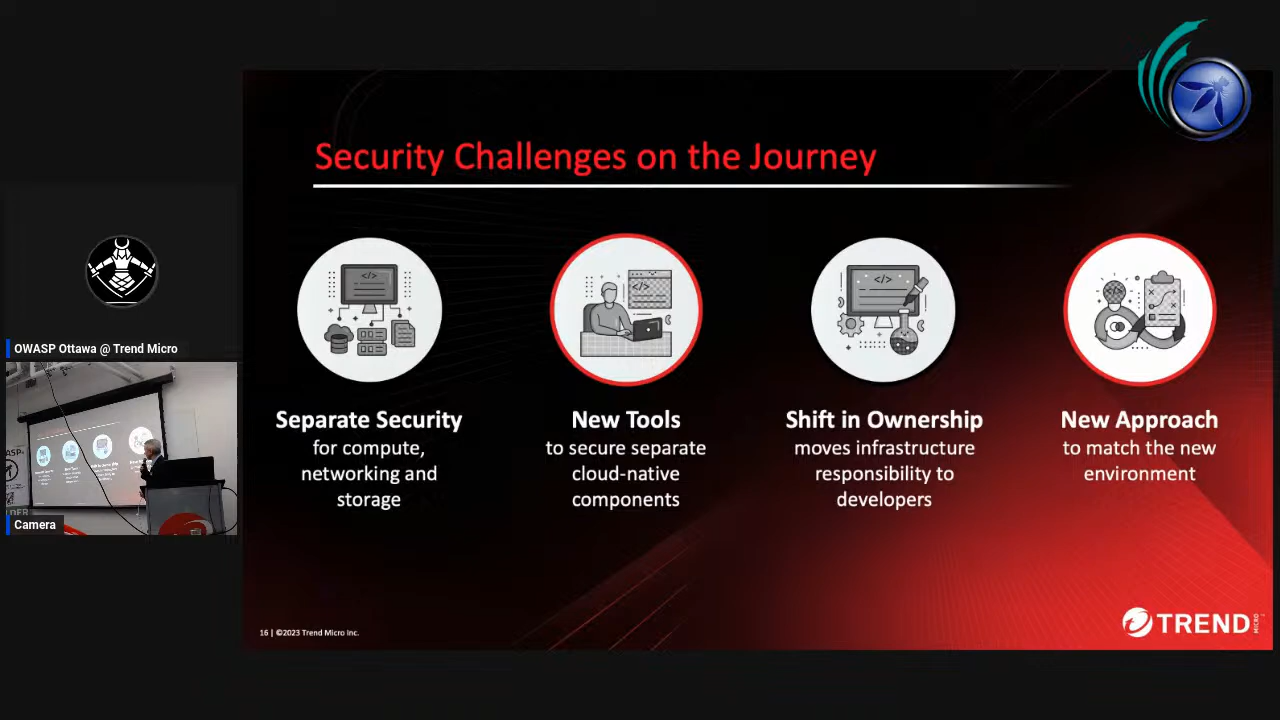 Security Challenges on the Journey
Separate Security
for compute,
networking and
storage
New Tools
to secure separate
cloud-native
components
Shift in Ownership
moves infrastructure
responsibility to
developers
New Approach
to match the new
environment
OWASP Ottawa @ Trend Micro
Camera
16 | ©2023 Trend Micro Inc.
TREND
MICRO